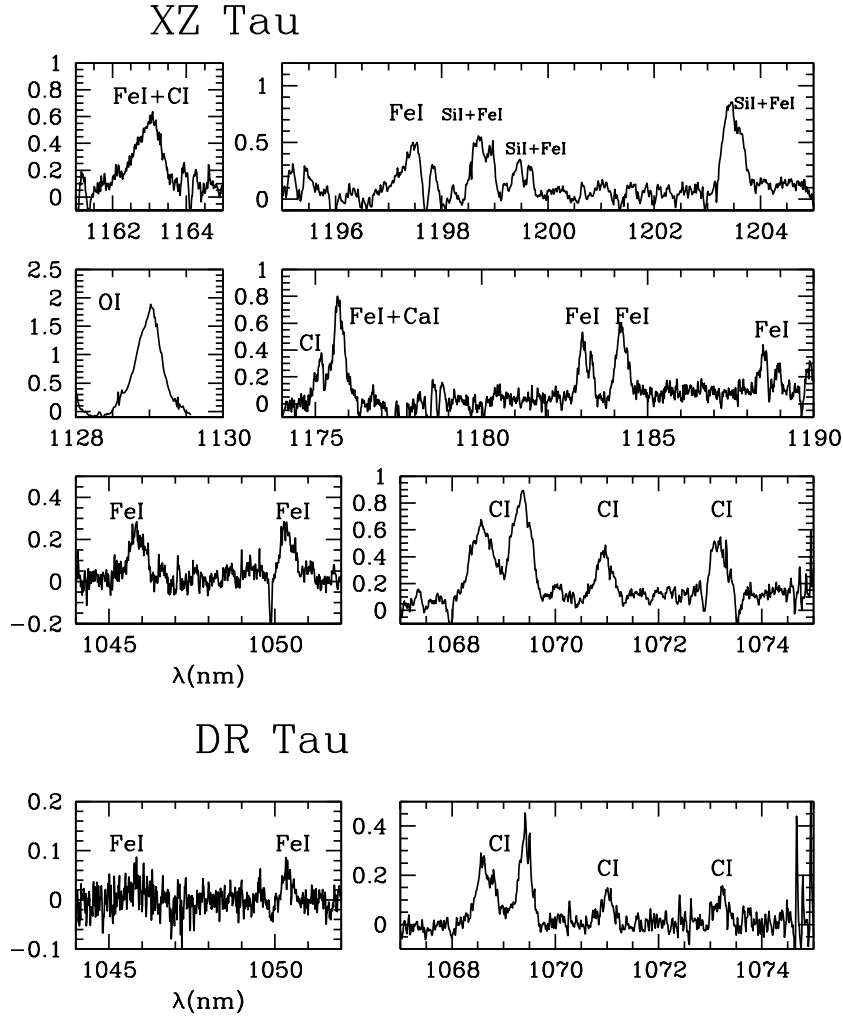 XZ Tau
1
0.8
0.6
0.4
0.2
0
FeI+CI
1162 1164
1
0.5
0
FeI SiI+FeI SiI+FeI SiI+FeI
1196 1198 1200 1202 1204
2.5
2
1.5
1
0.5
0
OI
1128 1130
1
0.8
0.6
0.4
0.2
0
CI FeI+CaI FeI FeI FeI
1175 1180 1185 1190
0.4
0.2
0
−0.2
FeI FeI
1045 1050
λ(nm)
1
0.8
0.6
0.4
0.2
0
CI CI CI
1068 1070 1072 1074
DR Tau
0.2
0.1
0
−0.1
FeI FeI
1045 1050
λ(nm)
0.4
0.2
0
CI CI CI
1068 1070 1072 1074